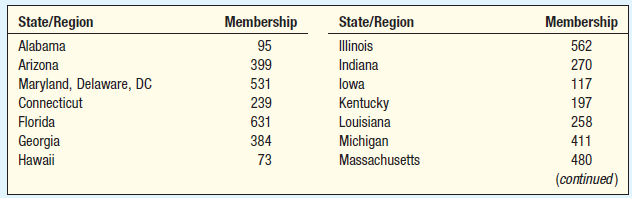 State/Region Membership State/Region Membership
Alabama 95 Illinois 562
Arizona 399 Indiana 270
Maryland, Delaware, DC 531 Iowa 117
Connecticut 239 Kentucky 197
Florida 631 Louisiana 258
Georgia 384 Michigan 411
Hawaii 73 Massachusetts 480
(continued)